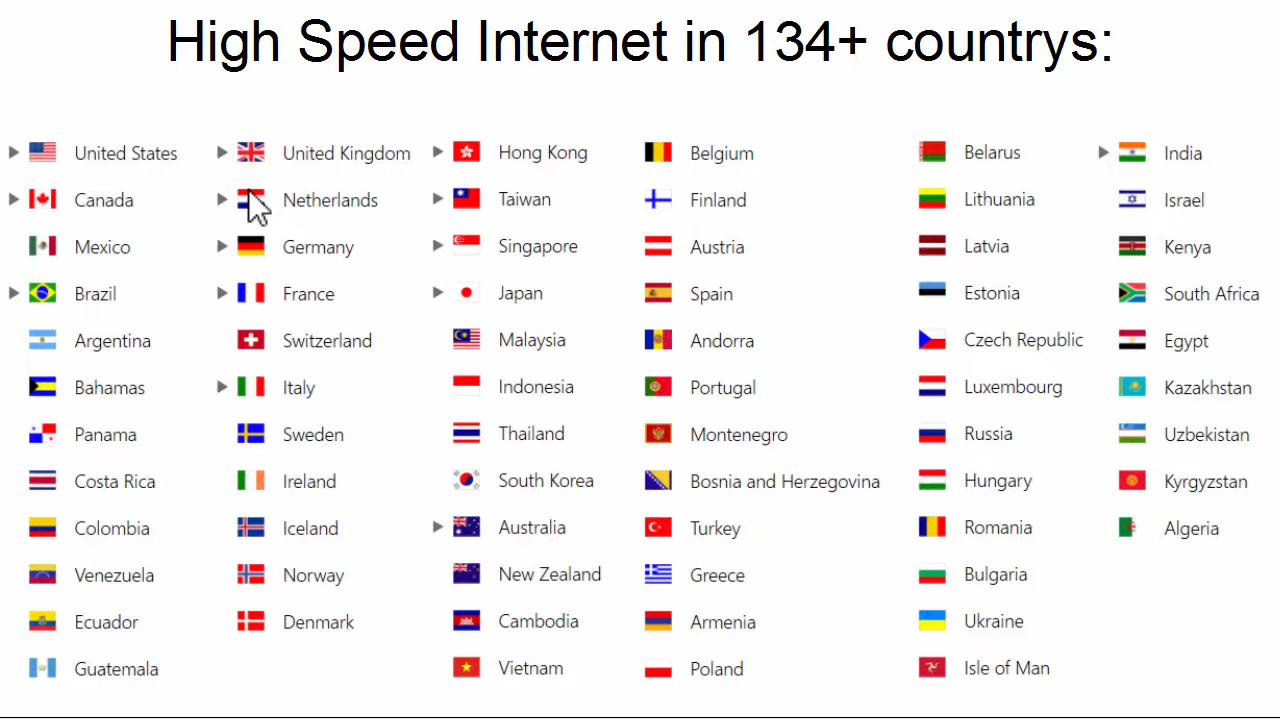 High Speed Internet in 134+ countrys:
United States
Canada
Mexico
Brazil
Argentina
Bahamas
Panama
Costa Rica
Colombia
Venezuela
Ecuador
Guatemala
United Kingdom
Netherlands
Germany
France
Switzerland
Italy
Sweden
Ireland
Iceland
Norway
Denmark
Hong Kong
Taiwan
Singapore
Japan
Malaysia
Indonesia
Thailand
South Korea
Australia
New Zealand
Cambodia
Vietnam
Belgium
Finland
Austria
Spain
Andorra
Portugal
Montenegro
Bosnia and Herzegovina
Turkey
Greece
Armenia
Poland
Belarus
Lithuania
Latvia
Estonia
Czech Republic
Luxembourg
Russia
Hungary
Romania
Bulgaria
Ukraine
Isle of Man
India
Israel
Kenya
South Africa
Egypt
Kazakhstan
Uzbekistan
Kyrgyzstan
Algeria